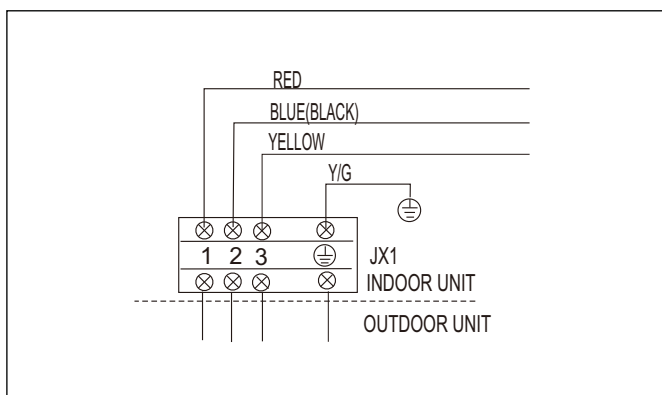 RED
BLUE(BLACK)
YELLOW
Y/G
1 2 3 JX1
INDOOR UNIT
OUTDOOR UNIT